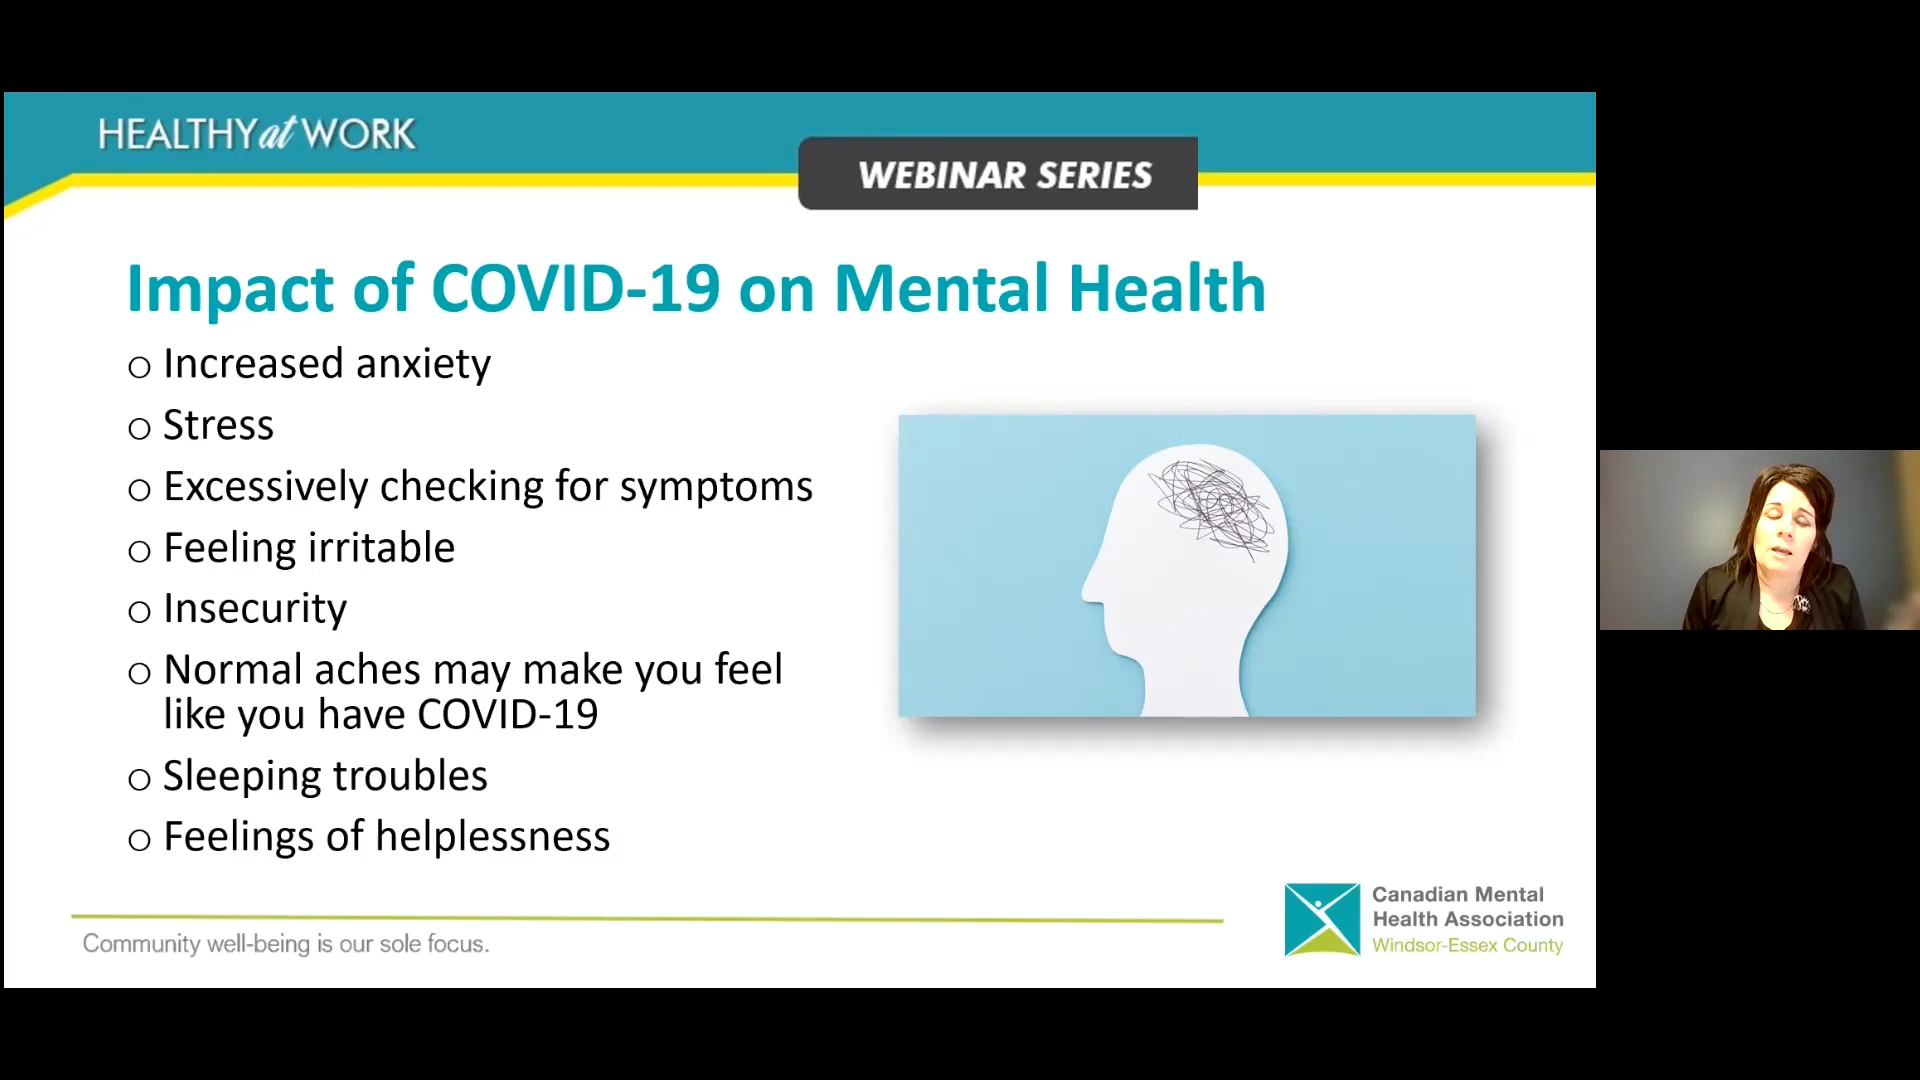 HEALTHY at WORK
WEBINAR SERIES
Impact of COVID-19 on Mental Health
o Increased anxiety
o Stress
o Excessively checking for symptoms
o Feeling irritable
o Insecurity
o Normal aches may make you feel
like you have COVID-19
o Sleeping troubles
o Feelings of helplessness
Community well-being is our sole focus.
Canadian Mental
Health Association
Windsor-Essex County